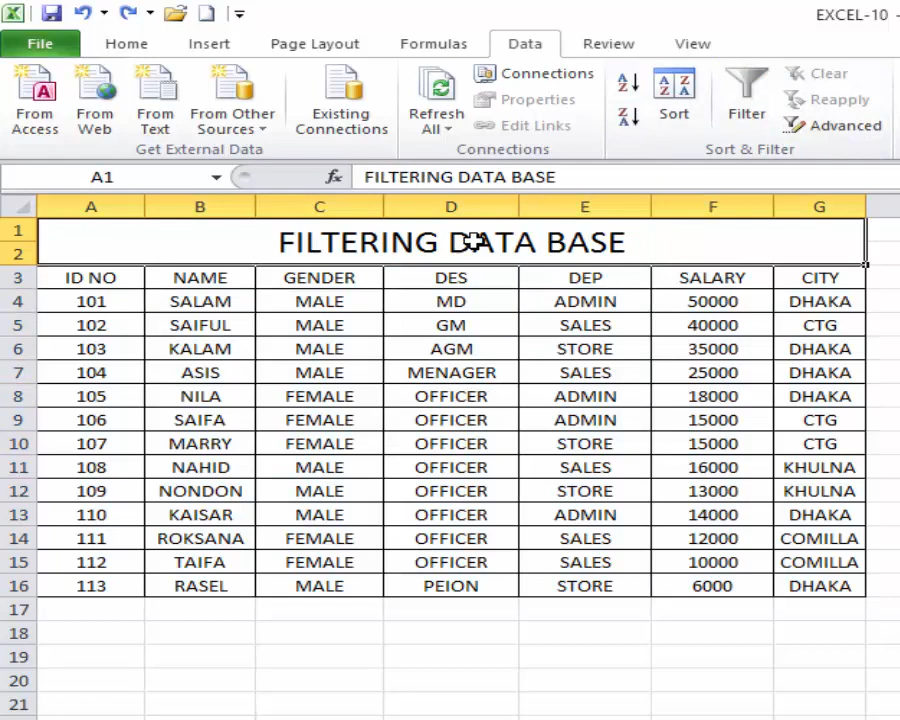 EXCEL-10 -
File Home Insert Page Layout Formulas Data Review View
From Access
From Web
From Text
From Other Sources
Existing Connections
Get External Data
Refresh All
Connections
Properties
Edit Links
Connections
Sort
Filter
Clear
Reapply
Advanced
Sort & Filter
A1 fx FILTERING DATA BASE
A B C D E F G
1
2 FILTERING DATA BASE
3 ID NO NAME GENDER DES DEP SALARY CITY
4 101 SALAM MALE MD ADMIN 50000 DHAKA
5 102 SAIFUL MALE GM SALES 40000 CTG
6 103 KALAM MALE AGM STORE 35000 DHAKA
7 104 ASIS MALE MENAGER SALES 25000 DHAKA
8 105 NILA FEMALE OFFICER ADMIN 18000 DHAKA
9 106 SAIFA FEMALE OFFICER ADMIN 15000 CTG
10 107 MARRY FEMALE OFFICER STORE 15000 CTG
11 108 NAHID MALE OFFICER SALES 16000 KHULNA
12 109 NONDON MALE OFFICER STORE 13000 KHULNA
13 110 KAISAR MALE OFFICER ADMIN 14000 DHAKA
14 111 ROKSANA FEMALE OFFICER SALES 12000 COMILLA
15 112 TAIFA FEMALE OFFICER SALES 10000 COMILLA
16 113 RASEL MALE PEION STORE 6000 DHAKA
17
18
19
20
21